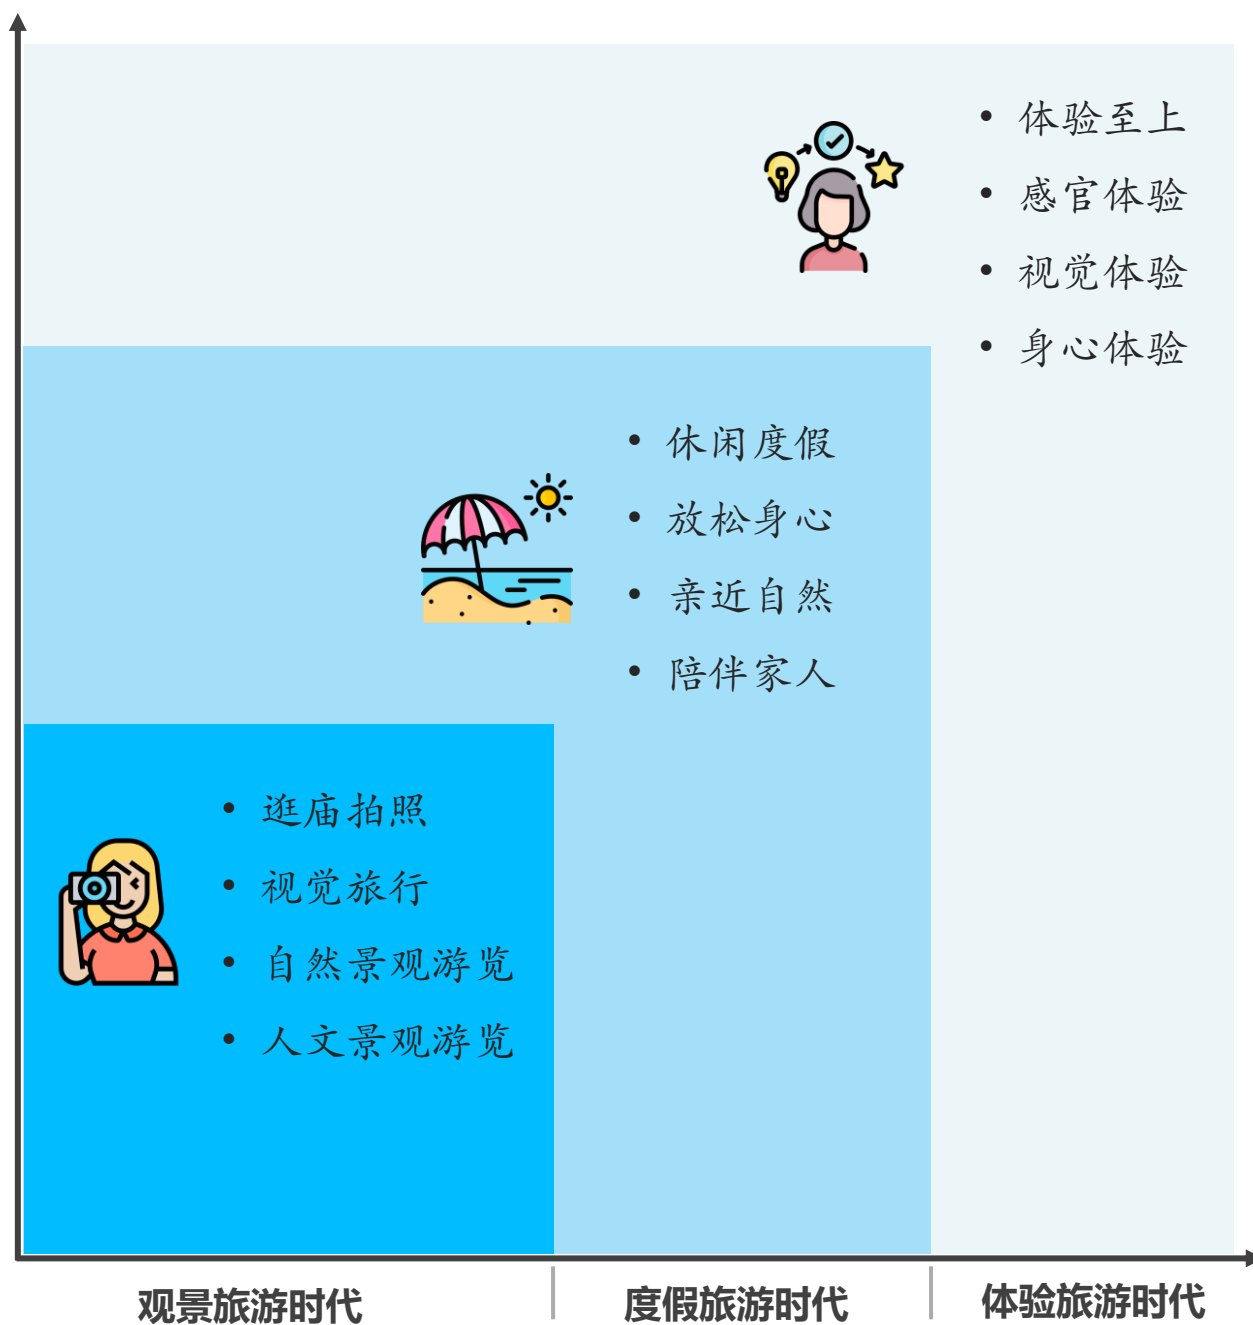 体验至上
感官体验
视觉体验
身心体验
休闲度假
放松身心
亲近自然
陪伴家人
逛庙拍照
视觉旅行
自然景观游览
人文景观游览
观景旅游时代
度假旅游时代
体验旅游时代